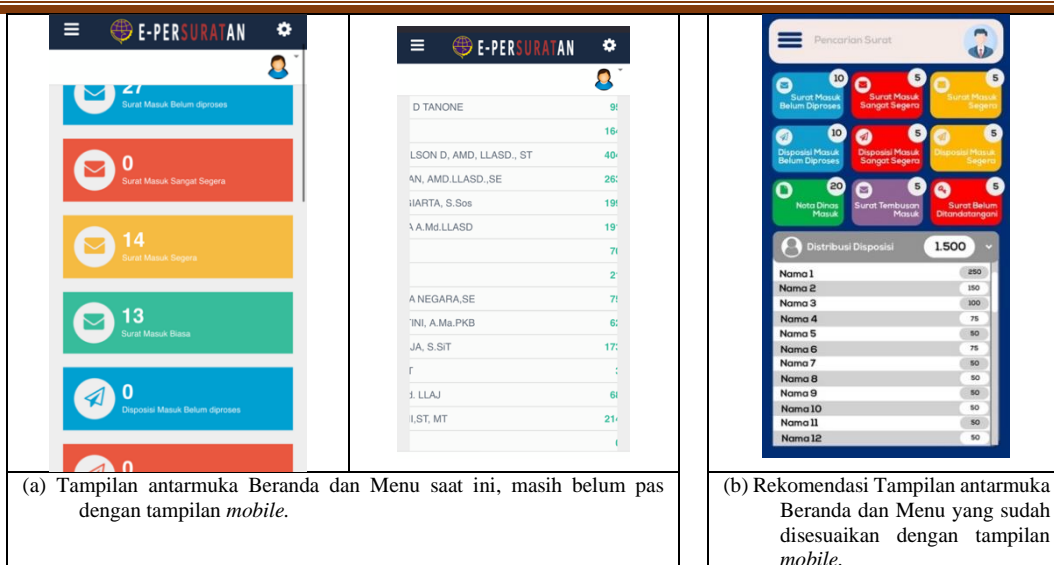 E-PERSURATAN
27
Surat Masuk Belum diproses
0
Surat Masuk Sangat Segera
14
Surat Masuk Segera
13
Surat Masuk Biasa
0
Disposisi Masuk Belum diproses
0
E-PERSURATAN
D TANONE
LSON D, AMD, LLASD., ST
AN, AMD.LLASD.,SE
IARTA, S.Sos
A A.Md.LLASD
A NEGARA,SE
INI, A.Ma.PKB
JA, S.SiT
LLAJ
ST, MT
(a) Tampilan antarmuka Beranda dan Menu saat ini, masih belum pas
dengan tampilan mobile.
Pencarian Surat
10 5 5
Surat Masuk Belum Diproses
Surat Masuk Sangat Segera
Surat Masuk Segera
10 5 5
Disposisi Masuk Belum Diproses
Disposisi Masuk Sangat Segera
Disposisi Masuk Segera
20 5 5
Nota Dinas Masuk
Surat Tembusan Masuk
Surat Belum Ditandatangani
Distribusi Disposisi 1.500
Nama 1 250
Nama 2 150
Nama 3 100
Nama 4 75
Nama 5 50
Nama 6 75
Nama 7 50
Nama 8 50
Nama 9 50
Nama 10 50
Nama 11 50
Nama 12 50
(b) Rekomendasi Tampilan antarmuka
Beranda dan Menu yang sudah
disesuaikan dengan tampilan
mobile.